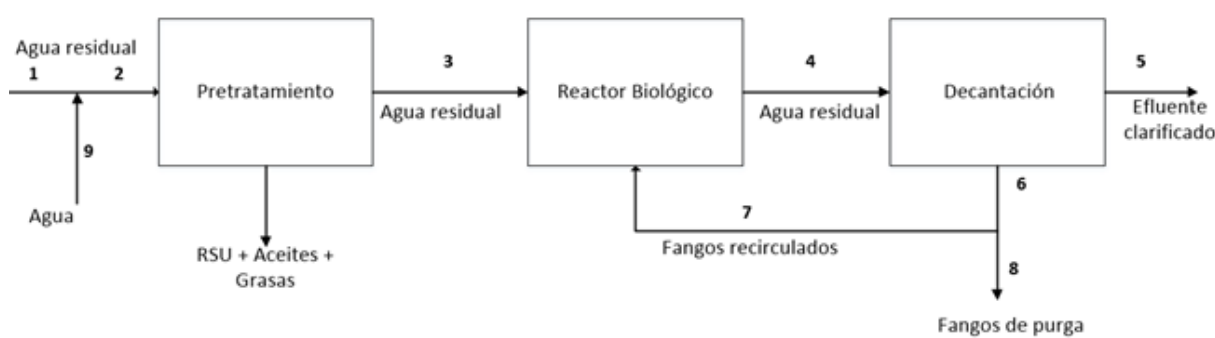 Agua residual
1
2
9
Agua
Pretratamiento
RSU + Aceites +
Grasas
3
Agua residual
Reactor Biológico
4
Agua residual
Decantación
5
Efluente
clarificado
6
7
Fangos recirculados
8
Fangos de purga